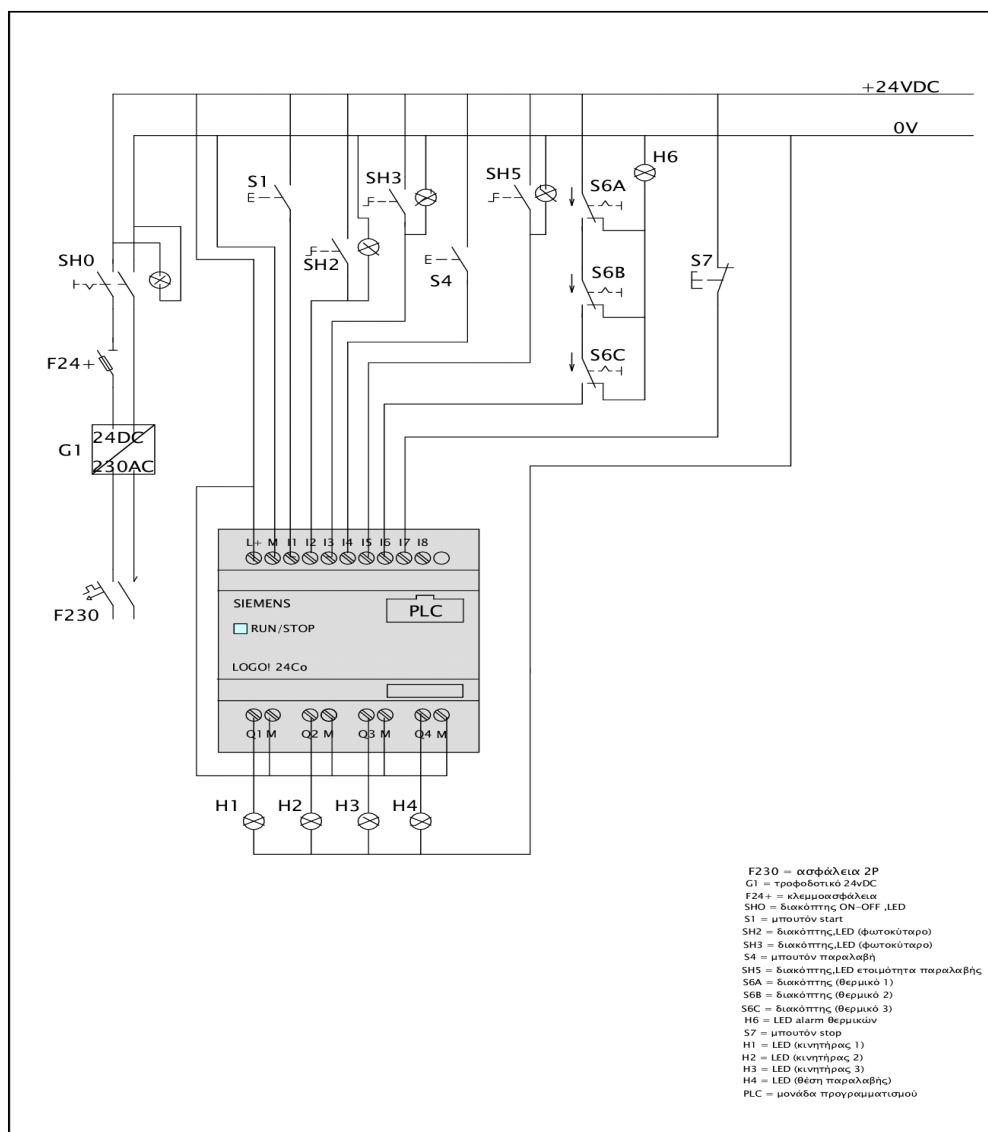 +24VDC
0V
H6
S1
SH3
SH5
S6A
SH2
S4
SH0
S6B
S7
F24+
S6C
24DC
G1
230AC
L+ M I1 I2 I3 I4 I5 I6 I7 I8
SIEMENS
PLC
F230
RUN/STOP
LOGO! 24Co
Q1 M Q2 M Q3 M Q4 M
H1 H2 H3 H4
F230 = ασφάλεια 2P
G1 = τροφοδοτικό 24vDC
F24+ = κλεμμοασφάλεια
SHO = διακόπτης ON-OFF ,LED
S1 = μπουτόν start
SH2 = διακόπτης,LED (φωτοκύταρο)
SH3 = διακόπτης,LED (φωτοκύταρο)
S4 = μπουτόν παραλαβή
SH5 = διακόπτης,LED ετοιμότητα παραλαβής
S6A = διακόπτης (θερμικό 1)
S6B = διακόπτης (θερμικό 2)
S6C = διακόπτης (θερμικό 3)
H6 = LED alarm θερμικών
S7 = μπουτόν stop
H1 = LED (κινητήρας 1)
H2 = LED (κινητήρας 2)
H3 = LED (κινητήρας 3)
H4 = LED (θέση παραλαβής)
PLC = μονάδα προγραμματισμού